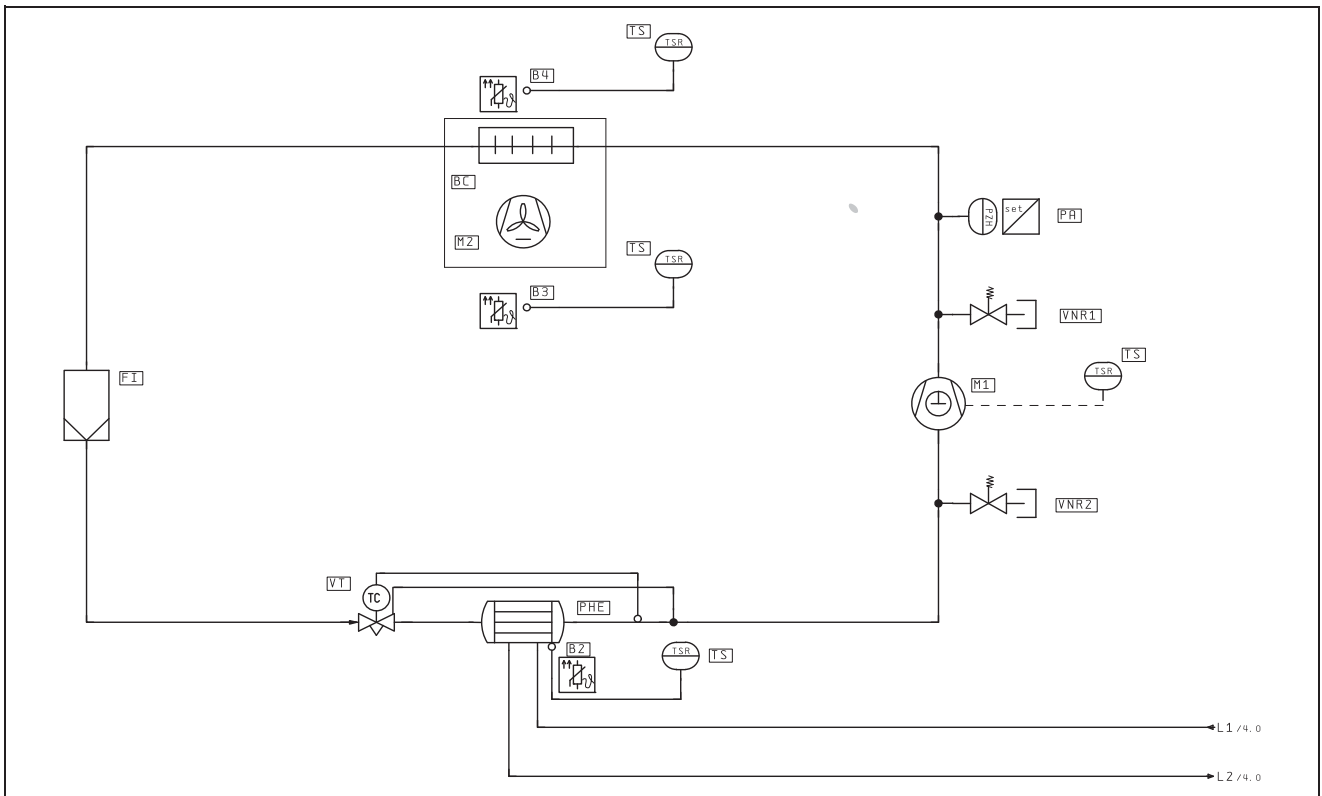 TS
TSR
B4
BC
PZH
set
PA
M2
TS
TSR
B3
VNR1
TS
TSR
FI
M1
VNR2
VT
TC
PHE
B2
TSR
TS
L1/4.0
L2/4.0